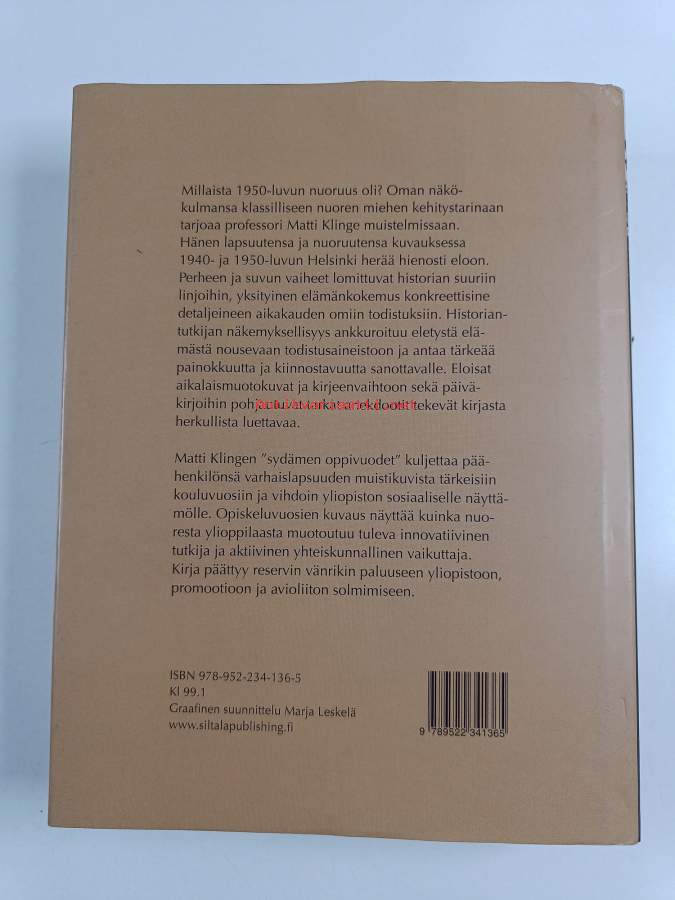 Millaista 1950-luvun nuoruus oli? Oman näkö-
kulmansa klassilliseen nuoren miehen kehitystarinaan
tarjoaa professori Matti Klinge muistelmissaan.
Hänen lapsuutensa ja nuoruutensa kuvauksessa
1940- ja 1950-luvun Helsinki herää hienosti eloon.
Perheen ja suvun vaiheet lomittuvat historian suuriin
linjoihin, yksityinen elämänkokemus konkreettisine
detaljeineen aikakauden omiin todistuksiin. Historian-
tutkijan näkemyksellisyys ankkuroituu eletystä elä-
mästä nousevaan todistusaineistoon ja antaa tärkeää
painokkuutta ja kiinnostavuutta sanottavalle. Eloisat
aikalaismuotokuvat ja kirjeenvaihtoon sekä päivä-
kirjoihin tekevät kirjasta
herkullista luettavaa.
Matti Klingen ”sydämen oppivuodet” kuljettaa pää-
henkilönsä varhaislapsuuden muistikuvista tärkeisiin
kouluvuosiin ja vihdoin yliopiston sosiaaliselle näyttä-
mölle. Opiskeluvuosien kuvaus näyttää kuinka nuo-
resta ylioppilaasta muotoutuu tuleva innovatiivinen
tutkija ja aktiivinen yhteiskunnallinen vaikuttaja.
Kirja päättyy reservin vänrikin paluuseen yliopistoon,
promootioon ja avioliiton solmimiseen.
ISBN 978-952-234-136-5
Kl 99.1
Graafinen suunnittelu Marja Leskelä
www.siltalapublishing.fi
9 789522 341365